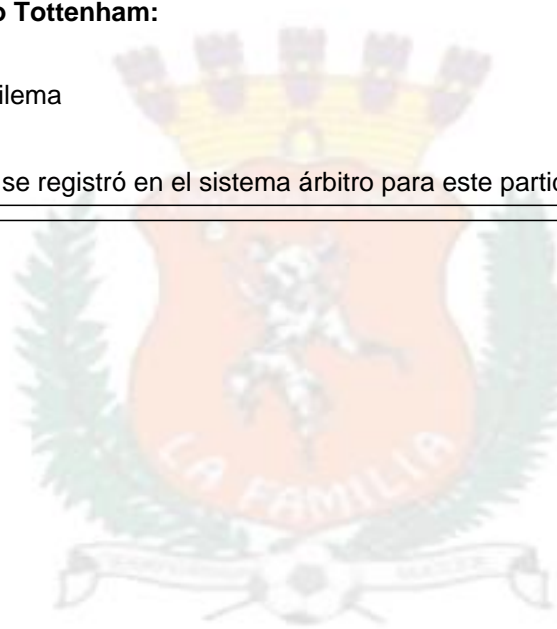 o Tottenham:
ilema
se registró en el sistema árbitro para este partic
LA FAMILIA